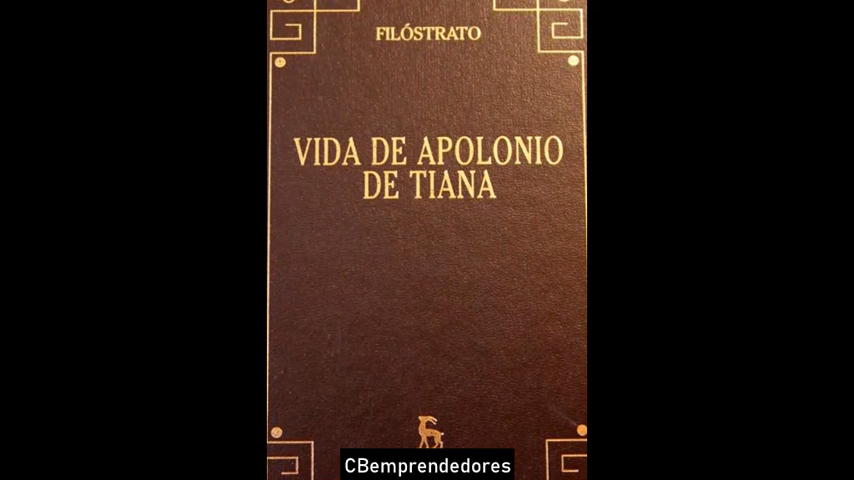 FILÓSTRATO
VIDA DE APOLONIO
DE TIANA
CBemprendedores